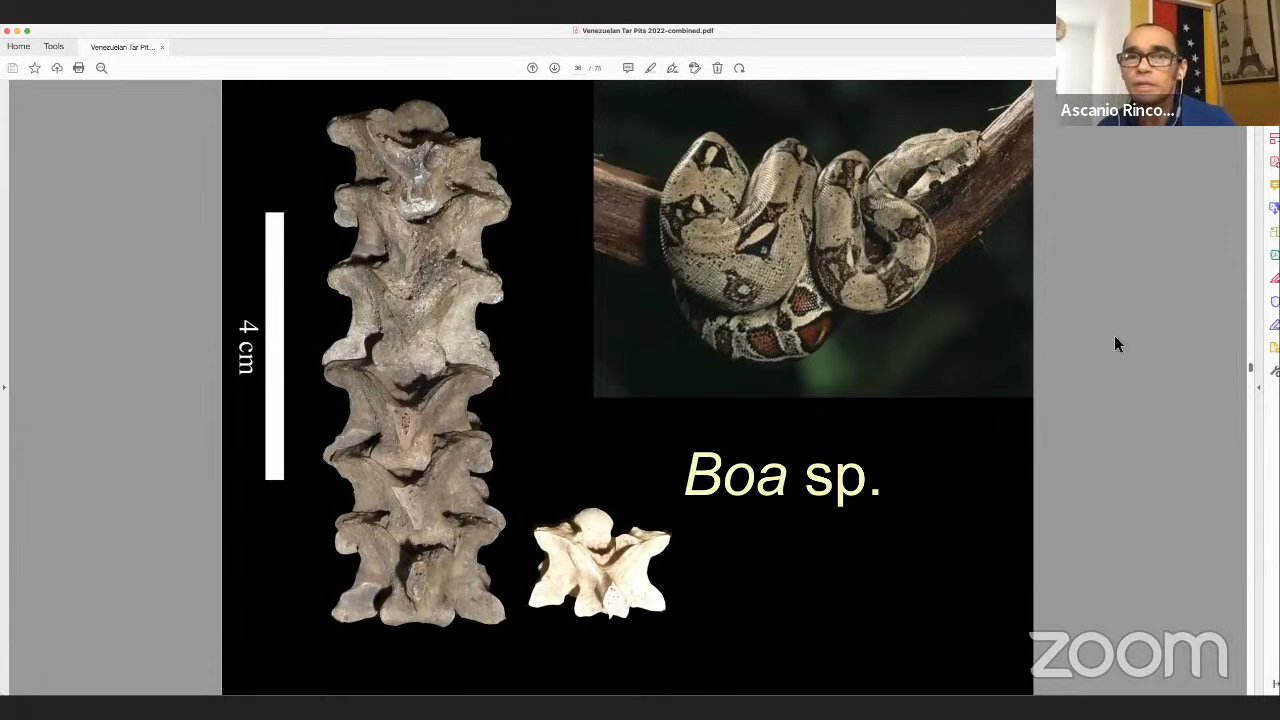 Venezuelan Tar Pits 2022-combined.pdf
Home
Tools
Venezuelan Tar Pit...
×
36 / 75
Ascanio Rinco...
4 cm
Boa sp.
zoom